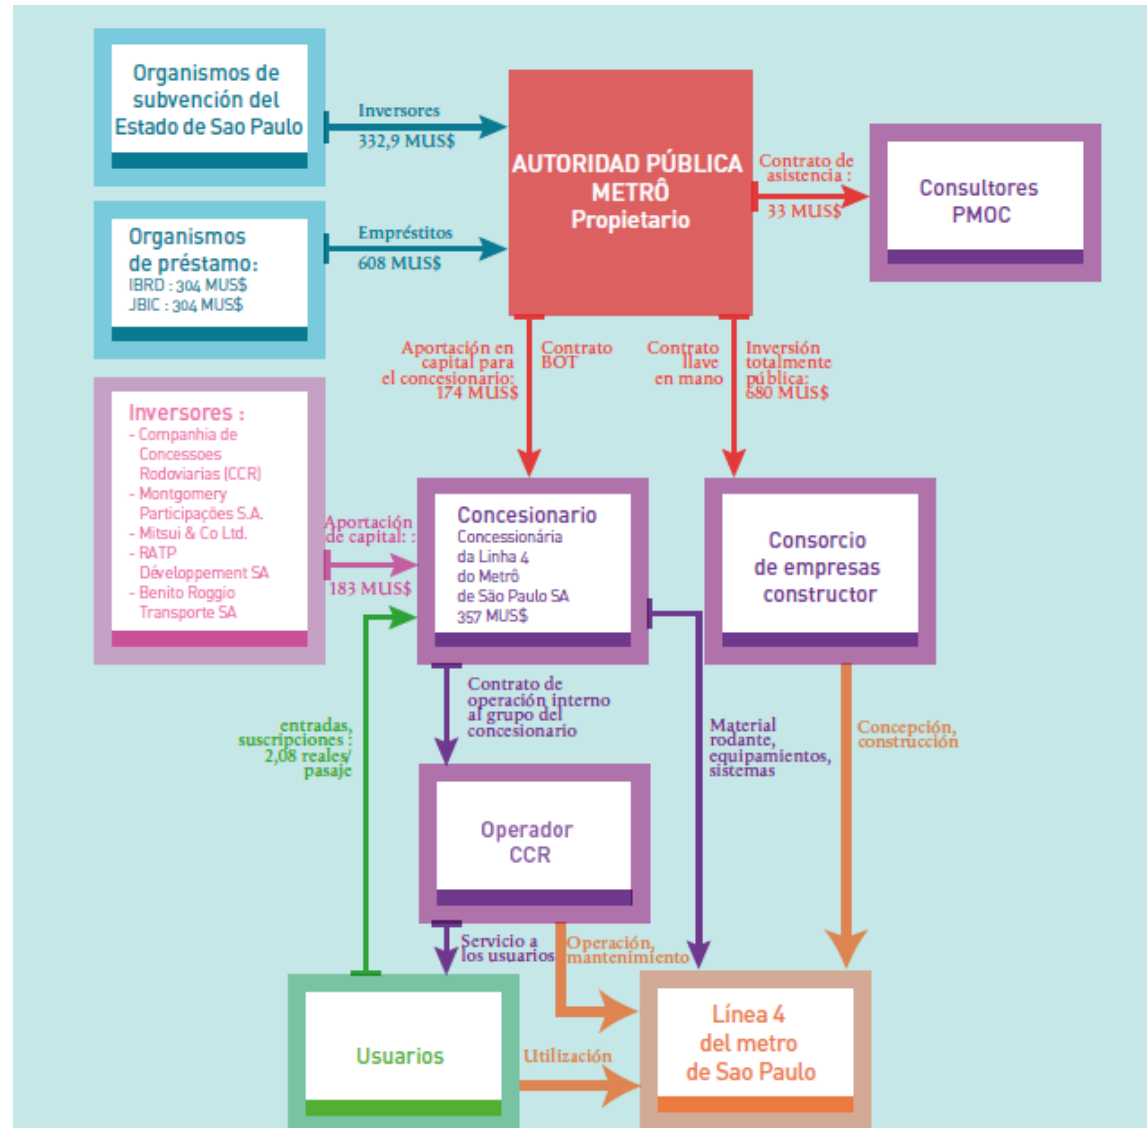 Organismos de
subvención del
Estado de Sao Paulo
Inversores
332,9 MUS$
AUTORIDAD PÚBLICA
METRÔ
Propietario
Contrato de
asistencia :
33 MUS$
Consultores
PMOC
Organismos
de préstamo:
IBRD : 304 MUS$
JBIC : 304 MUS$
Empréstitos
608 MUS$
Aportación en
capital para
el concesionario:
174 MUS$
Contrato
BOT
Contrato
llave
en mano
Inversión
totalmente
pública:
680 MUS$
Inversores :
- Companhia de
Concessoes
Rodoviarias (CCR)
- Montgomery
Participações S.A.
- Mitsui & Co Ltd.
- RATP
Développement SA
- Benito Roggio
Transporte SA
Aportación
de capital: :
183 MUS$
Concesionario
Concessionária
da Linha 4
do Metrô
de São Paulo SA
357 MUS$
Consorcio
de empresas
constructor
entradas,
suscripciones :
2,08 reales/
pasaje
Contrato de
operación interno
al grupo del
concesionario
Material
rodante,
equipamientos,
sistemas
Concepción,
construcción
Operador
CCR
Servicio a
los usuarios
Operación,
mantenimiento
Usuarios
Utilización
Línea 4
del metro
de Sao Paulo